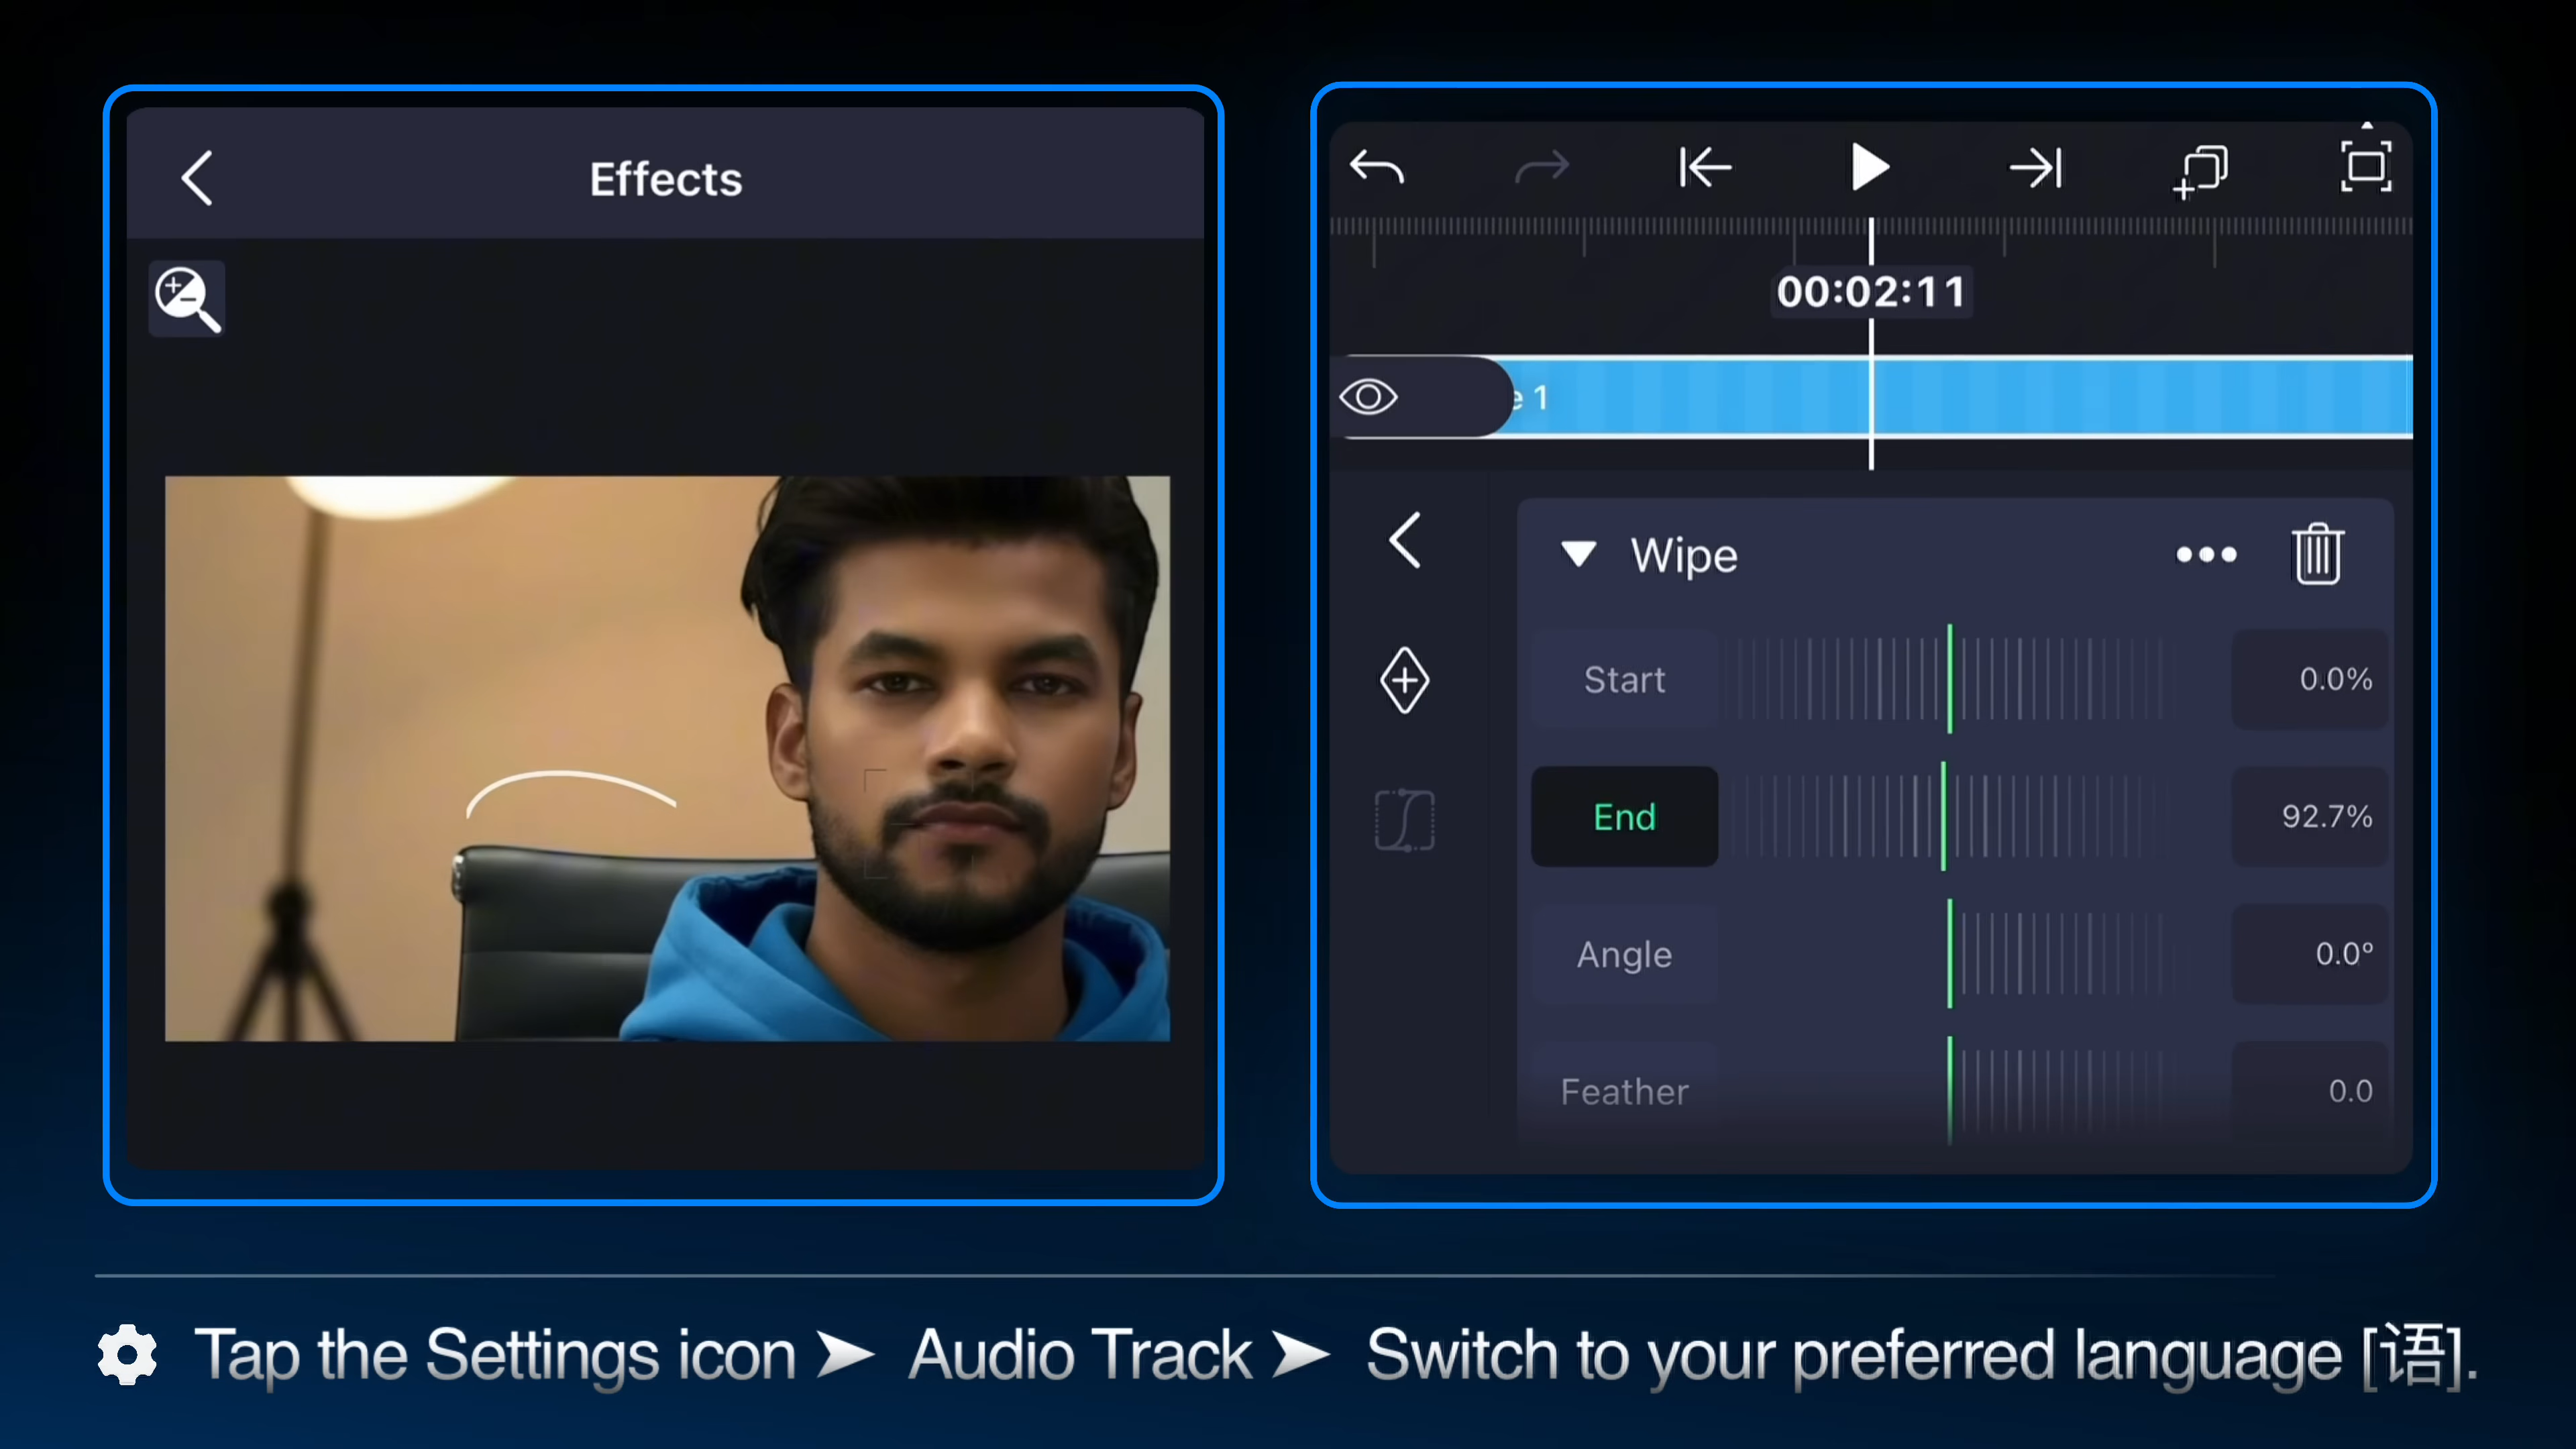 Effects
00:02:11
e 1
Wipe
Start 0.0%
End 92.7%
Angle 0.0°
Feather 0.0
Tap the Settings icon ➤ Audio Track ➤ Switch to your preferred language [语].